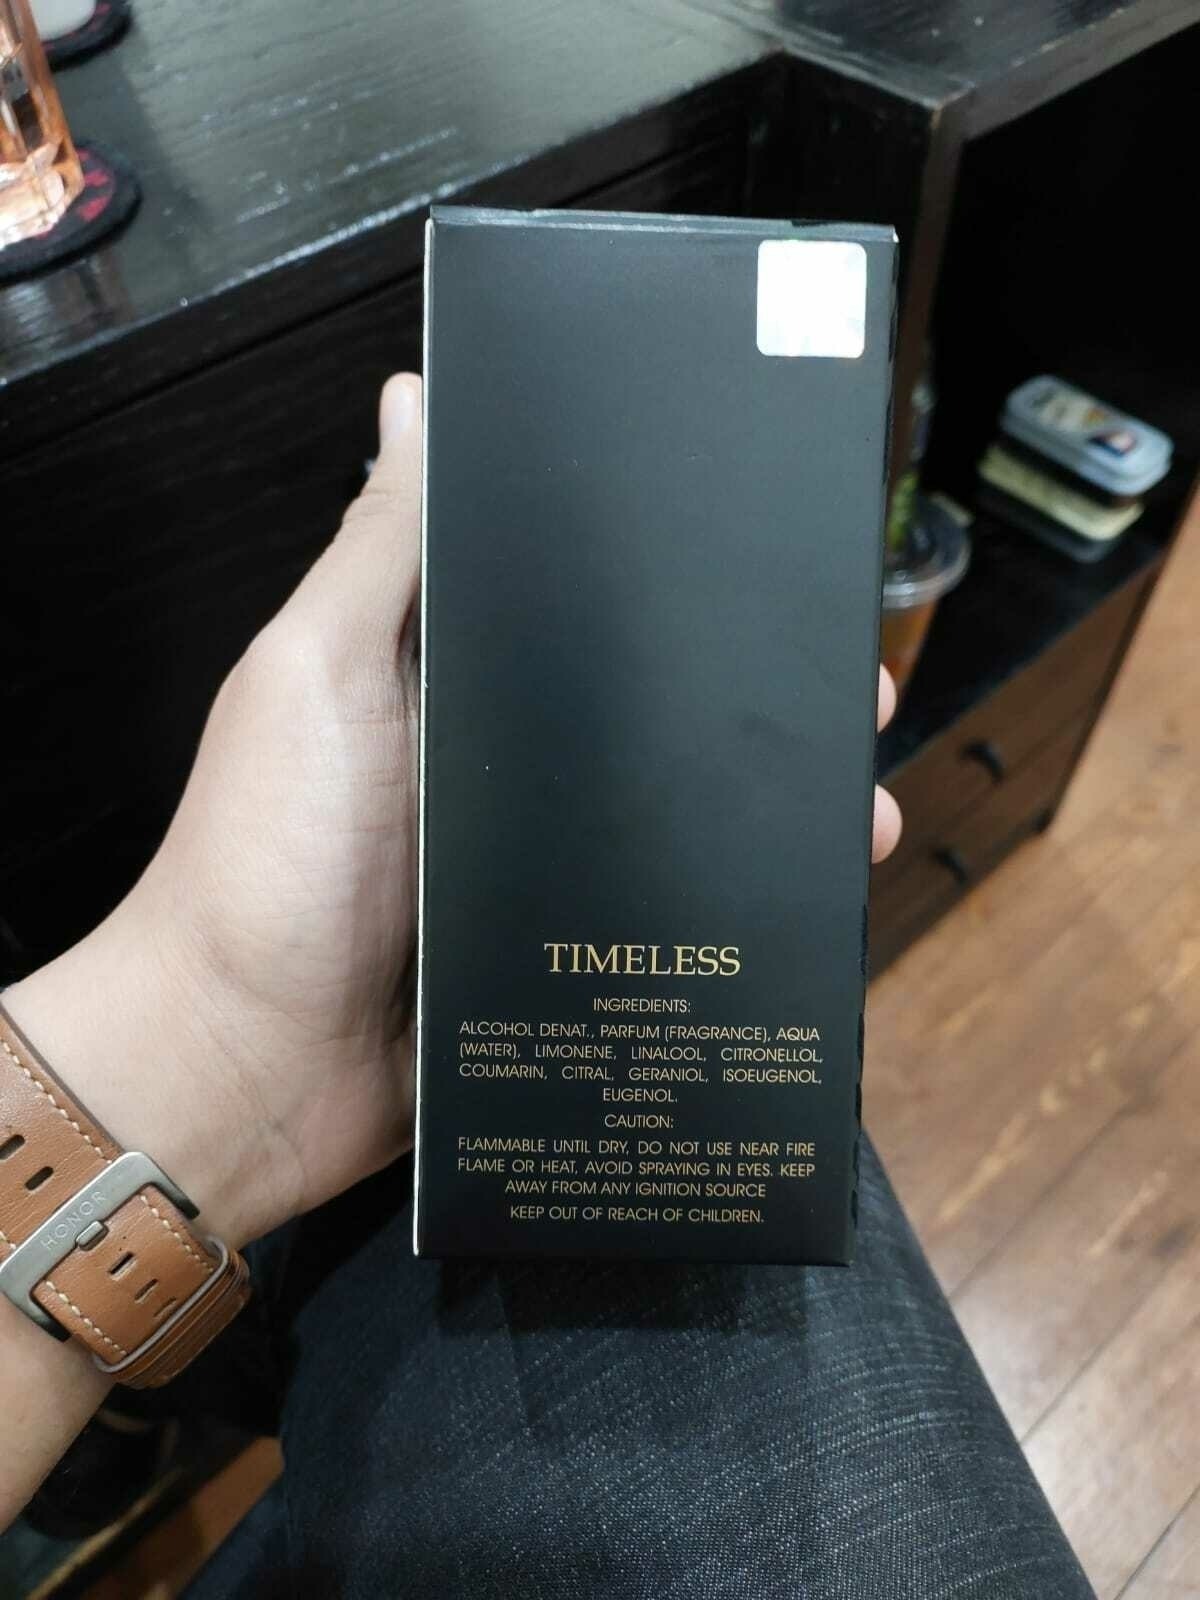 TIMELESS
INGREDIENTS:
ALCOHOL DENAT., PARFUM (FRAGRANCE), AQUA
(WATER), LIMONENE, LINALOOL, CITRONELLOL,
COUMARIN, CITRAL, GERANIOL, ISOEUGENOL,
EUGENOL.
CAUTION:
FLAMMABLE UNTIL DRY, DO NOT USE NEAR FIRE
FLAME OR HEAT, AVOID SPRAYING IN EYES. KEEP
AWAY FROM ANY IGNITION SOURCE
KEEP OUT OF REACH OF CHILDREN.
HONOR